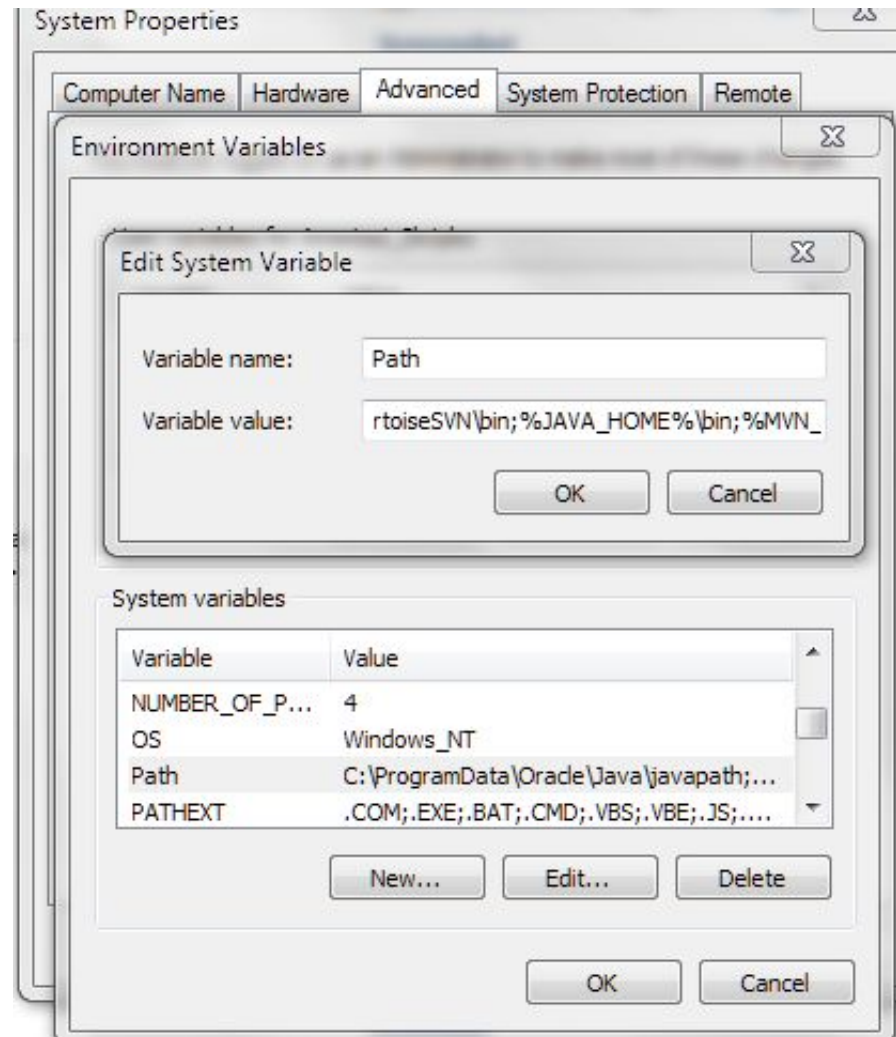 System Properties
Computer Name Hardware Advanced System Protection Remote
Environment Variables
Edit System Variable
Variable name: Path
Variable value: rtoiseSVN\bin;%JAVA_HOME%\bin;%MVN_
OK Cancel
System variables
Variable Value
NUMBER_OF_P... 4
OS Windows_NT
Path C:\ProgramData\Oracle\Java\javapath;...
PATHEXT .COM;.EXE;.BAT;.CMD;.VBS;.VBE;.JS;....
New... Edit... Delete
OK Cancel